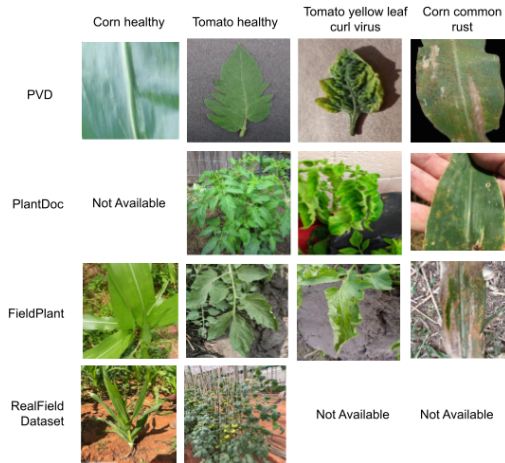 Corn healthy
Tomato healthy
Tomato yellow leaf
curl virus
Corn common
rust
PVD
PlantDoc
Not Available
FieldPlant
RealField
Dataset
Not Available
Not Available